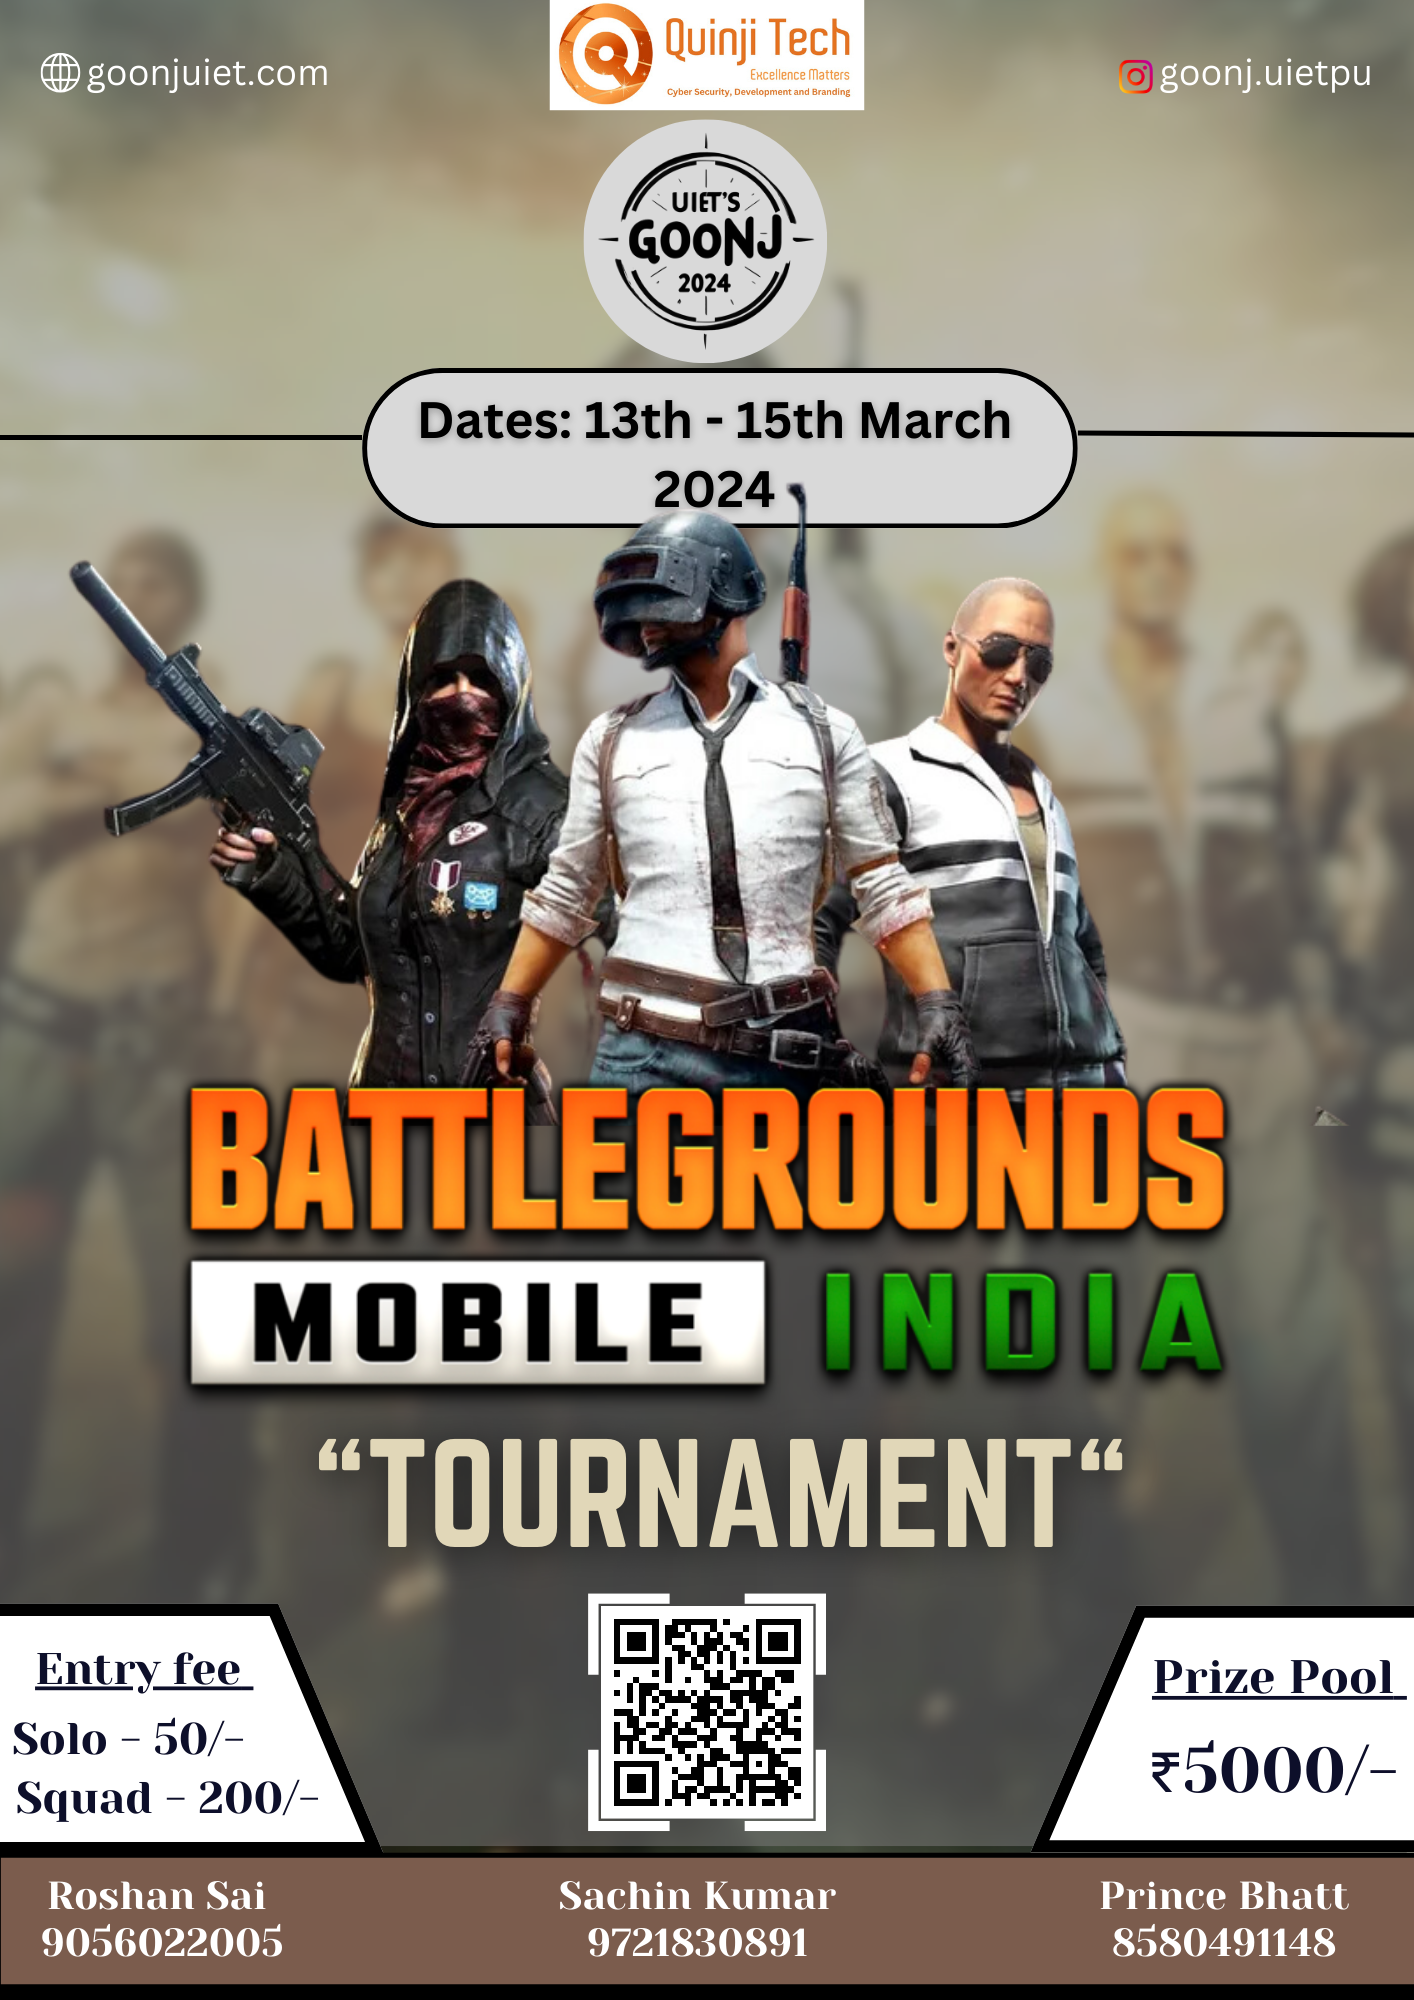 goonjuiet.com
Quinji Tech
Excellence Matters
Cyber Security, Development and Branding
goonj.uietpu
UIET'S
GOONJ
2024
Dates: 13th - 15th March
2024
BATTLEGROUNDS
MOBILE INDIA
“TOURNAMENT“
Entry fee
Solo - 50/-
Squad - 200/-
Prize Pool
₹5000/-
Roshan Sai
9056022005
Sachin Kumar
9721830891
Prince Bhatt
8580491148